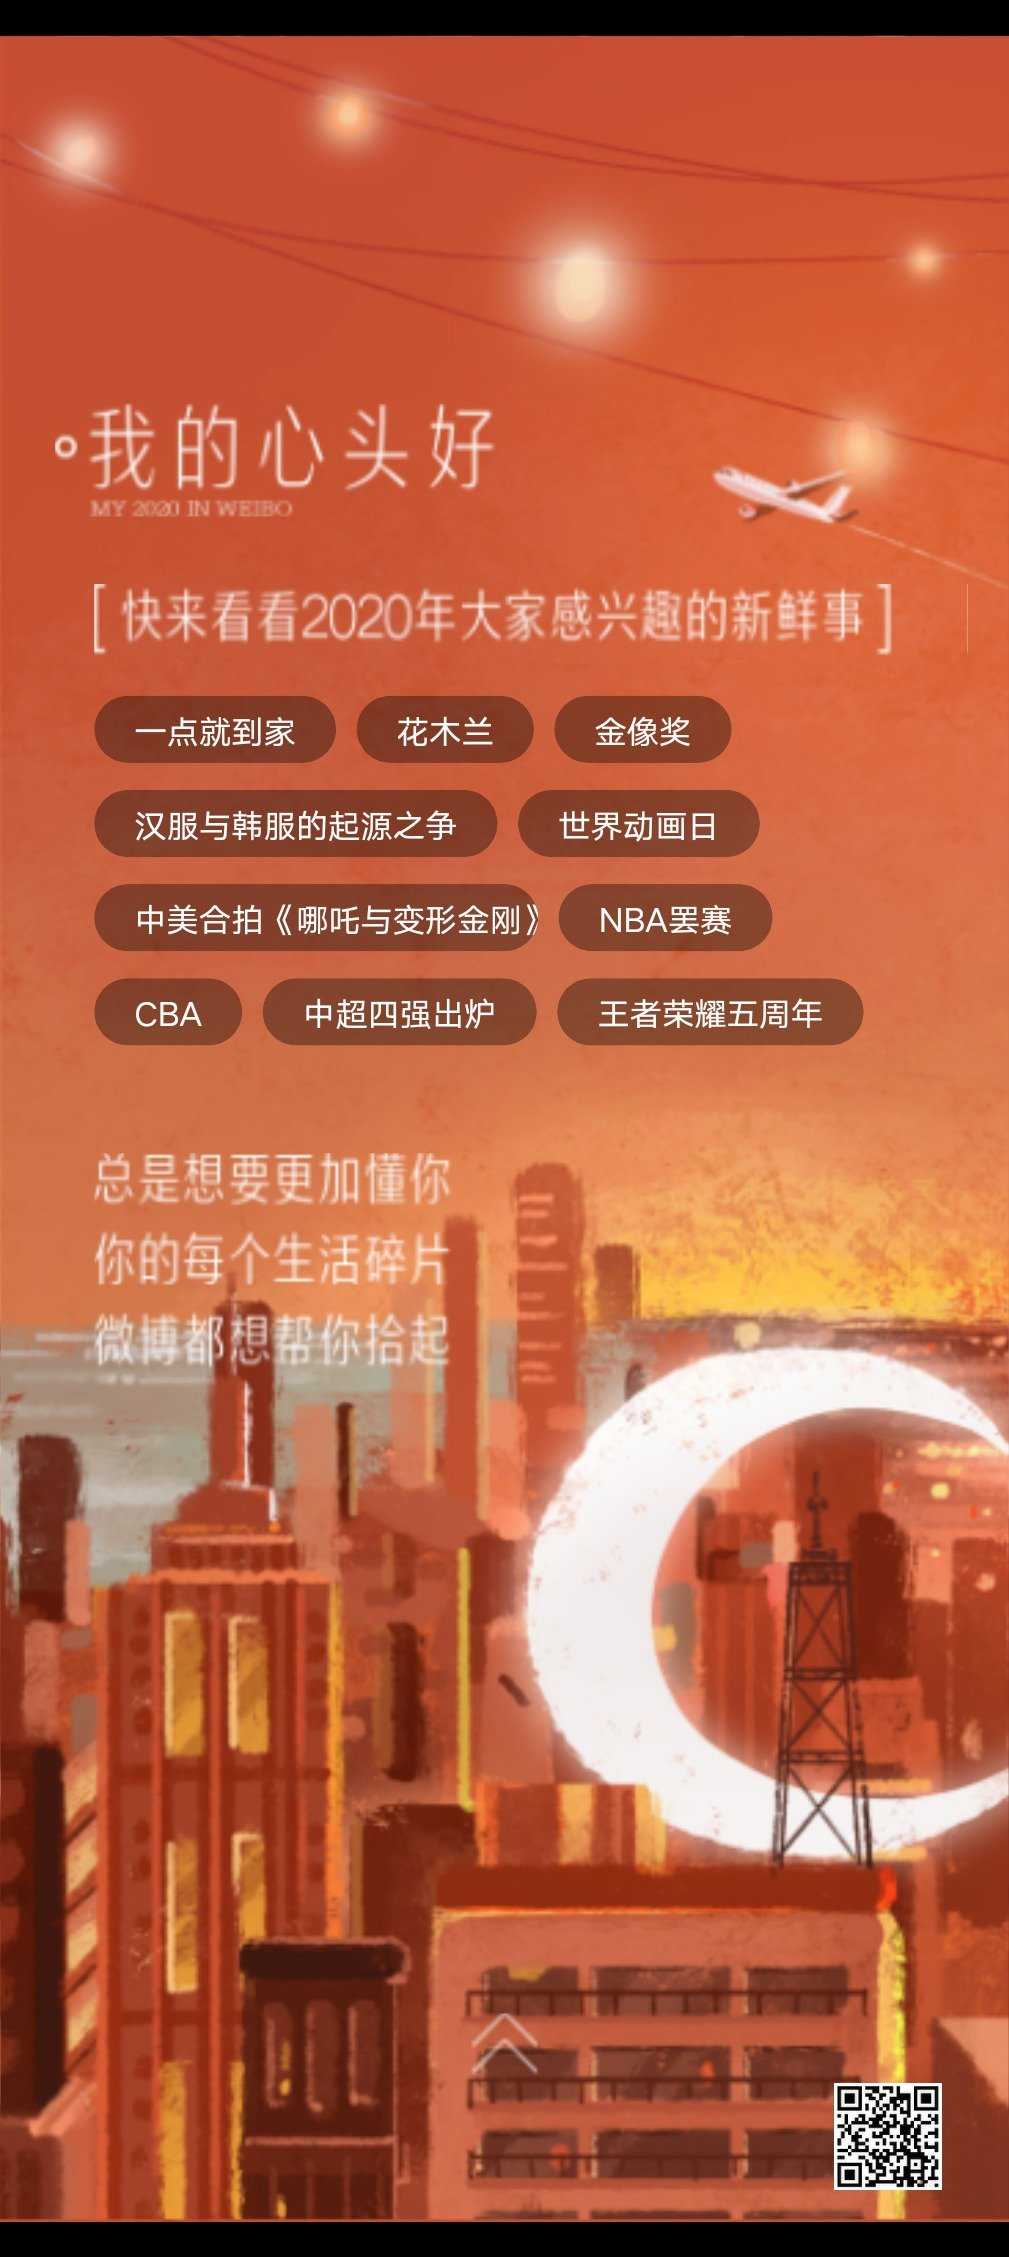 我的心头好
MY 2020 IN WEIBO
[ 快来看看2020年大家感兴趣的新鲜事 ]
一点就到家 花木兰 金像奖
汉服与韩服的起源之争 世界动画日
中美合拍《哪吒与变形金刚》 NBA罢赛
CBA 中超四强出炉 王者荣耀五周年
总是想要更加懂你
你的每个生活碎片
微博都想帮你拾起